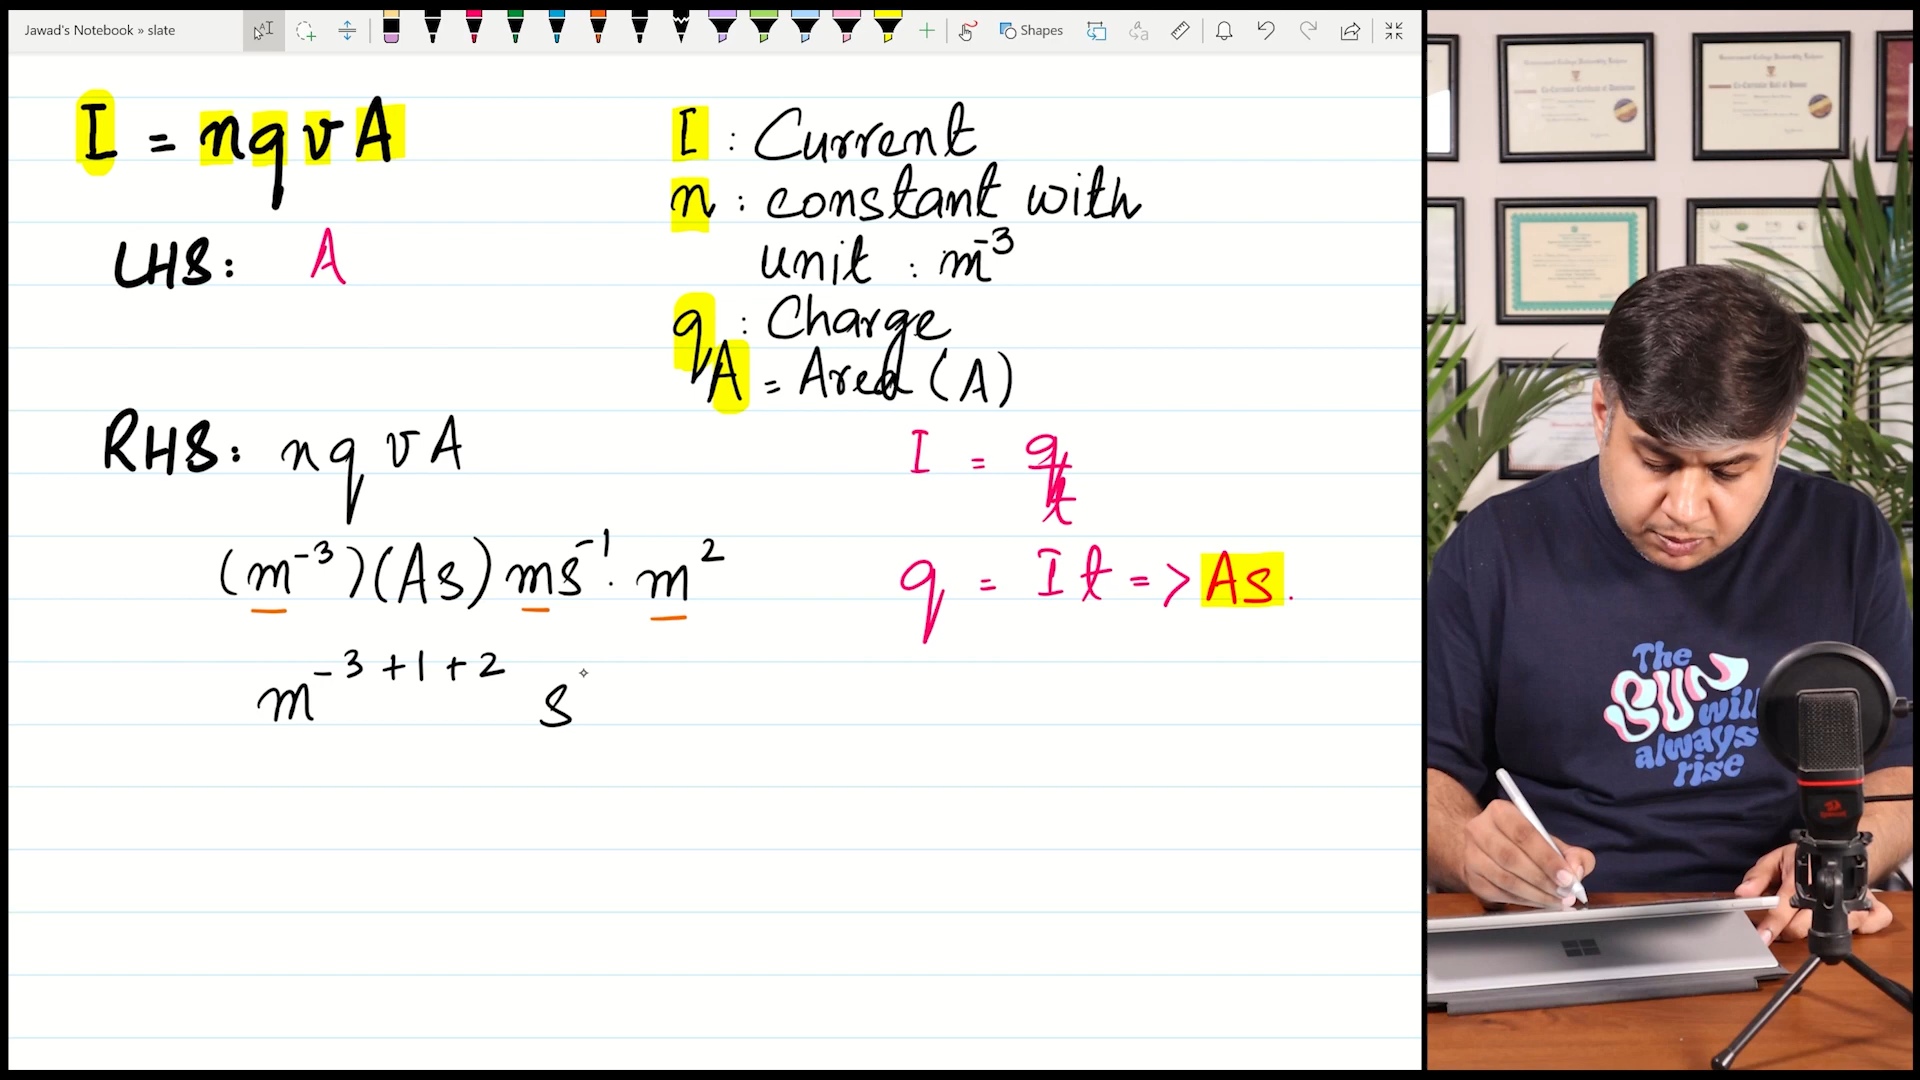 Jawad's Notebook » slate
Shapes
I = nqvA
LHS: A
RHS: nqvA
(m⁻³)(As) ms⁻¹. m²
m⁻³⁺¹⁺² s
I : Current
n : constant with
unit : m⁻³
q : Charge
A = Area (A)
I = q/t
q = It => As.
The
SUN
will
always
rise